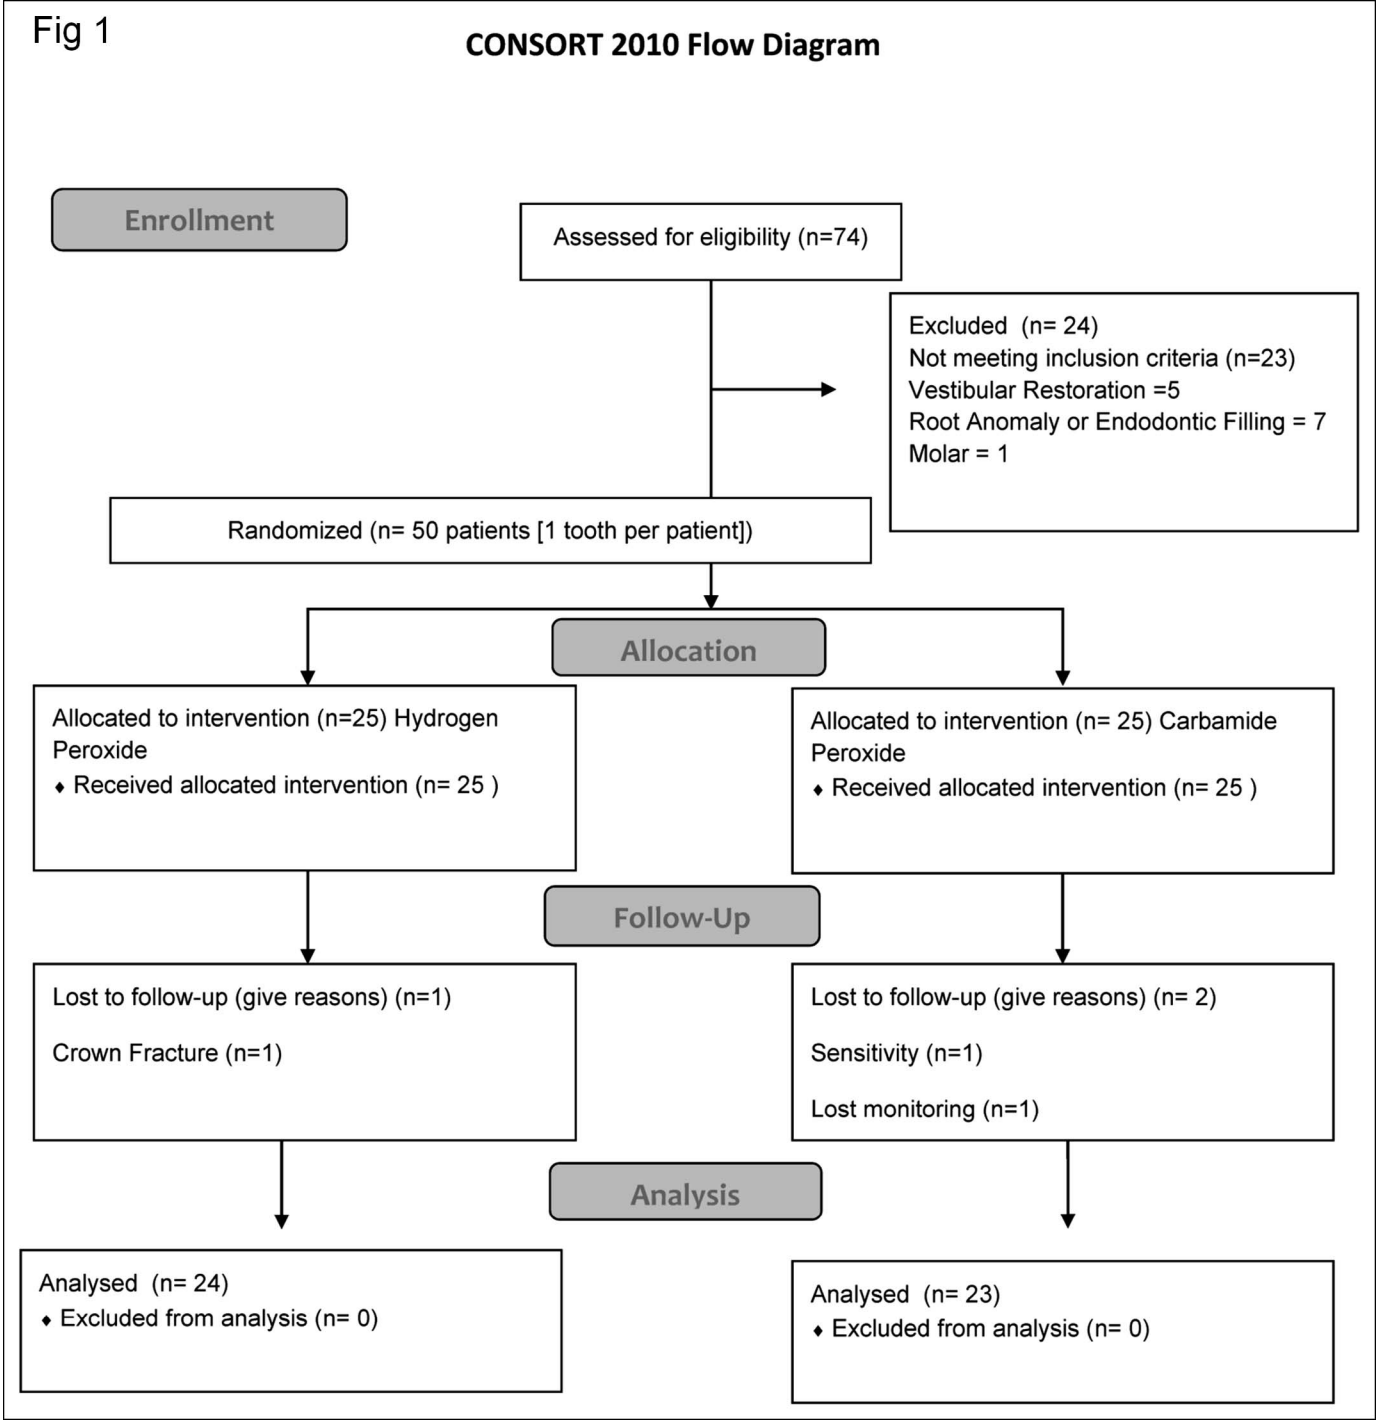 Fig 1
CONSORT 2010 Flow Diagram
Enrollment
Assessed for eligibility (n=74)
Excluded  (n= 24)
Not meeting inclusion criteria (n=23)
Vestibular Restoration =5
Root Anomaly or Endodontic Filling = 7
Molar = 1
Randomized (n= 50 patients [1 tooth per patient])
Allocation
Allocated to intervention (n=25) Hydrogen
Peroxide
♦ Received allocated intervention (n= 25 )
Allocated to intervention (n= 25) Carbamide
Peroxide
♦ Received allocated intervention (n= 25 )
Follow-Up
Lost to follow-up (give reasons) (n=1)
Crown Fracture (n=1)
Lost to follow-up (give reasons) (n= 2)
Sensitivity (n=1)
Lost monitoring (n=1)
Analysis
Analysed  (n= 24)
♦ Excluded from analysis (n= 0)
Analysed  (n= 23)
♦ Excluded from analysis (n= 0)